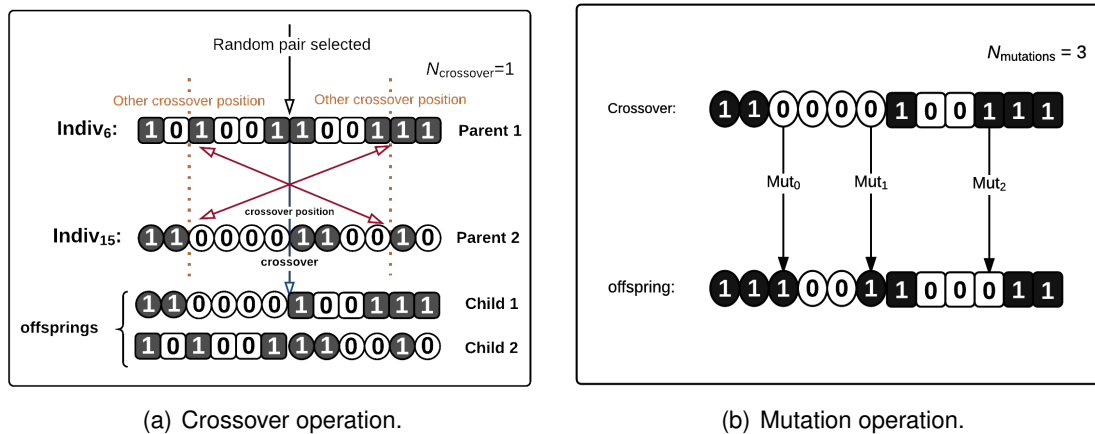 Random pair selected
Ncrossover=1
Other crossover position Other crossover position
Indiv6: 1 0 1 0 0 1 1 0 0 1 1 1 Parent 1
crossover position
Indiv15: 1 1 0 0 0 0 1 1 0 0 1 0 Parent 2
crossover
offsprings
1 1 0 0 0 0 1 0 0 1 1 1 Child 1
1 0 1 0 0 1 1 1 0 0 1 0 Child 2
(a) Crossover operation.
Nmutations = 3
Crossover: 1 1 0 0 0 0 1 0 0 1 1 1
Mut0 Mut1 Mut2
offspring: 1 1 1 0 0 1 1 0 0 0 1 1
(b) Mutation operation.